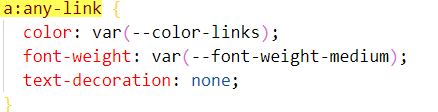 a:any-link {
  color: var(--color-links);
  font-weight: var(--font-weight-medium);
  text-decoration: none;
}